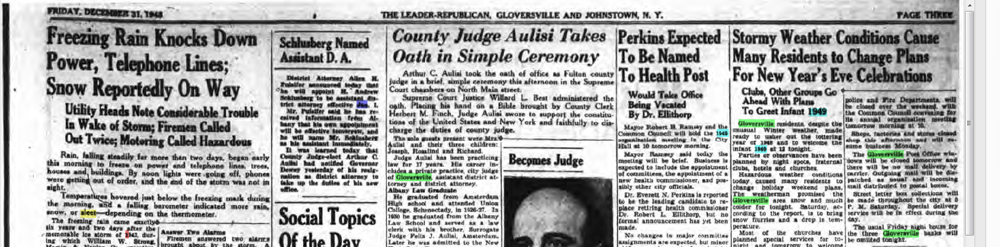 FRIDAY, DECEMBER 31, 1948
THE LEADER-REPUBLICAN, GLOVERSVILLE AND JOHNSTOWN, N. Y.
PAGE THREE
Freezing Rain Knocks Down
Power, Telephone Lines;
Snow Reportedly On Way
Utility Heads Note Considerable Trouble
In Wake of Storm; Firemen Called
Out Twice; Motoring Called Hazardous
Rain, falling steadily for more than two days, began early
this morning to freeze on power and telephone lines, trees,
houses and buildings. By noon lights were going off, phones
were getting out of order, and the end of the storm was not in
sight.
Temperatures hovered just below the freezing mark during
the morning, and a falling barometer indicated more rain,
snow, or sleet—depending on the thermometer.
The freezing rain came exactly
six years and two days after the
memorable ice storm of 1942, dur-
ing which William W. Strong,
Answer Two Alarms
Firemen answered two alarms
brought about by the storm. A
Schlusberg Named
Assistant D. A.
District Attorney Allen H.
Pulsifer announced today that
he will appoint H. Andrew
Schlusberg to be assistant dis-
trict attorney effective Jan. 1.
Mr. Pulsifer said he has re-
ceived information from Al-
bany that his own appointment
will be effective tomorrow, and
he will name Mr. Schlusberg
as his assistant immediately.
It was learned today that
County Judge-elect Arthur C.
Aulisi had notified Governor
Dewey yesterday of his resig-
nation as district attorney to
take up the duties of his new
office.
Social Topics
Of the Day
County Judge Aulisi Takes
Oath in Simple Ceremony
Arthur C. Aulisi took the oath of office as Fulton county
judge in a brief, simple ceremony this afternoon in the Supreme
Court chambers on North Main street.
Supreme Court Justice Willard L. Best administered the
oath. Placing his hand on a Bible brought by County Clerk
Herbert M. Finch, Judge Aulisi swore to support the constitu-
tions of the United States and New York and faithfully to dis-
charge the duties of county judge.
The sole guests present were Mrs.
Aulisi and their three children:
Joseph, Rosalind and Richard.
Judge Aulisi has been practicing
law for 17 years. His career in-
cludes a private practice, city judge
of Gloversville, assistant district at-
torney and district attorney.
Albany Law Graduate
He graduated from Amsterdam
High school and attended Union
College, Schenectady, in 1926-27. In
1930 he graduated from the Albany
Law School and served as a law
clerk with his brother, Surrogate
Judge Felix J. Aulisi, Amsterdam.
Later he was admitted to the New
Becomes Judge
Perkins Expected
To Be Named
To Health Post
Would Take Office
Being Vacated
By Dr. Ellithorp
Mayor Robert H. Ramsey and the
Common Council will hold the 1949
organization meeting in the City
Hall at 10 tomorrow morning.
Mayor Ramsey said today the
meeting will be brief. Business is
expected to include the appointment
of committees, the appointment of a
new health commissioner, and pos-
sibly other city officials.
Dr. Everett N. Perkins is reported
to be the leading candidate to re-
place retiring health commissioner
Dr. Robert L. Ellithorp, but no
formal announcement has yet been
made.
No changes in major committee
assignments are expected, but minor
Stormy Weather Conditions Cause
Many Residents to Change Plans
For New Year's Eve Celebrations
Clubs, Other Groups Go
Ahead With Plans
To Greet Infant 1949
Gloversville residents, despite the
unusual Winter weather, made
ready to usher out the tottering
year of 1948 and to welcome the
infant 1949 at 12 tonight.
Parties or observances have been
planned by night spots, fraternal
clubs, hotels and churches.
Hazardous weather conditions
today caused many residents to
change holiday weekend plans.
The weatherman promised the
Gloversville area snow and much
colder for tonight. Saturday, ac-
cording to the report, is to bring
snow flurries and a drop in tem-
perature.
Most of the churches have
planned special services for to-
night and tomorrow to welcome
police and Fire Departments, will
be closed over the weekend, with
the Common Council convening for
its annual organization meeting
tomorrow morning at 10.
Shops, factories and stores closed
shop this afternoon and will re-
sume business Monday.
The Gloversville Post Office win-
dows will be closed tomorrow and
there will be no mail delivery by
carrier. Outgoing mail will be dis-
patched as usual and incoming
mail distributed to postal boxes.
Street letter box collections will
be made throughout the city at 5
P. M. Saturday. Special delivery
service will be in effect during the
day.
The usual Friday night hours for
the three Gloversville banks will
be omitted tonight.